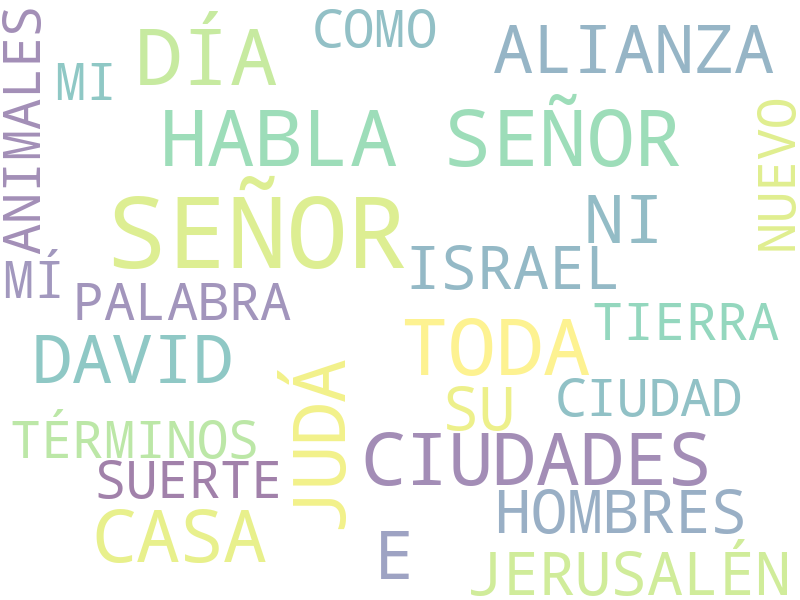 COMO
ALIANZA
DÍA
MI
ANIMALES
HABLA SEÑOR
NUEVO
SEÑOR
NI
ISRAEL
MÍ
PALABRA
TIERRA
TODA
DAVID
JUDÁ
CIUDAD
SU
TÉRMINOS
CIUDADES
SUERTE
HOMBRES
CASA
E
JERUSALÉN